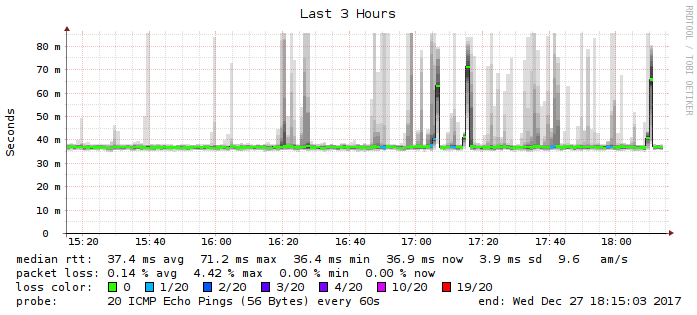 Last 3 Hours
RRDTOOL / TOBI OETIKER
Seconds
80 m
70 m
60 m
50 m
40 m
30 m
20 m
10 m
0
15:20 15:40 16:00 16:20 16:40 17:00 17:20 17:40 18:00
median rtt: 37.4 ms avg 71.2 ms max 36.4 ms min 36.9 ms now 3.9 ms sd 9.6 am/s
packet loss: 0.14 % avg 4.42 % max 0.00 % min 0.00 % now
loss color: 0 1/20 2/20 3/20 4/20 10/20 19/20
probe: 20 ICMP Echo Pings (56 Bytes) every 60s end: Wed Dec 27 18:15:03 2017